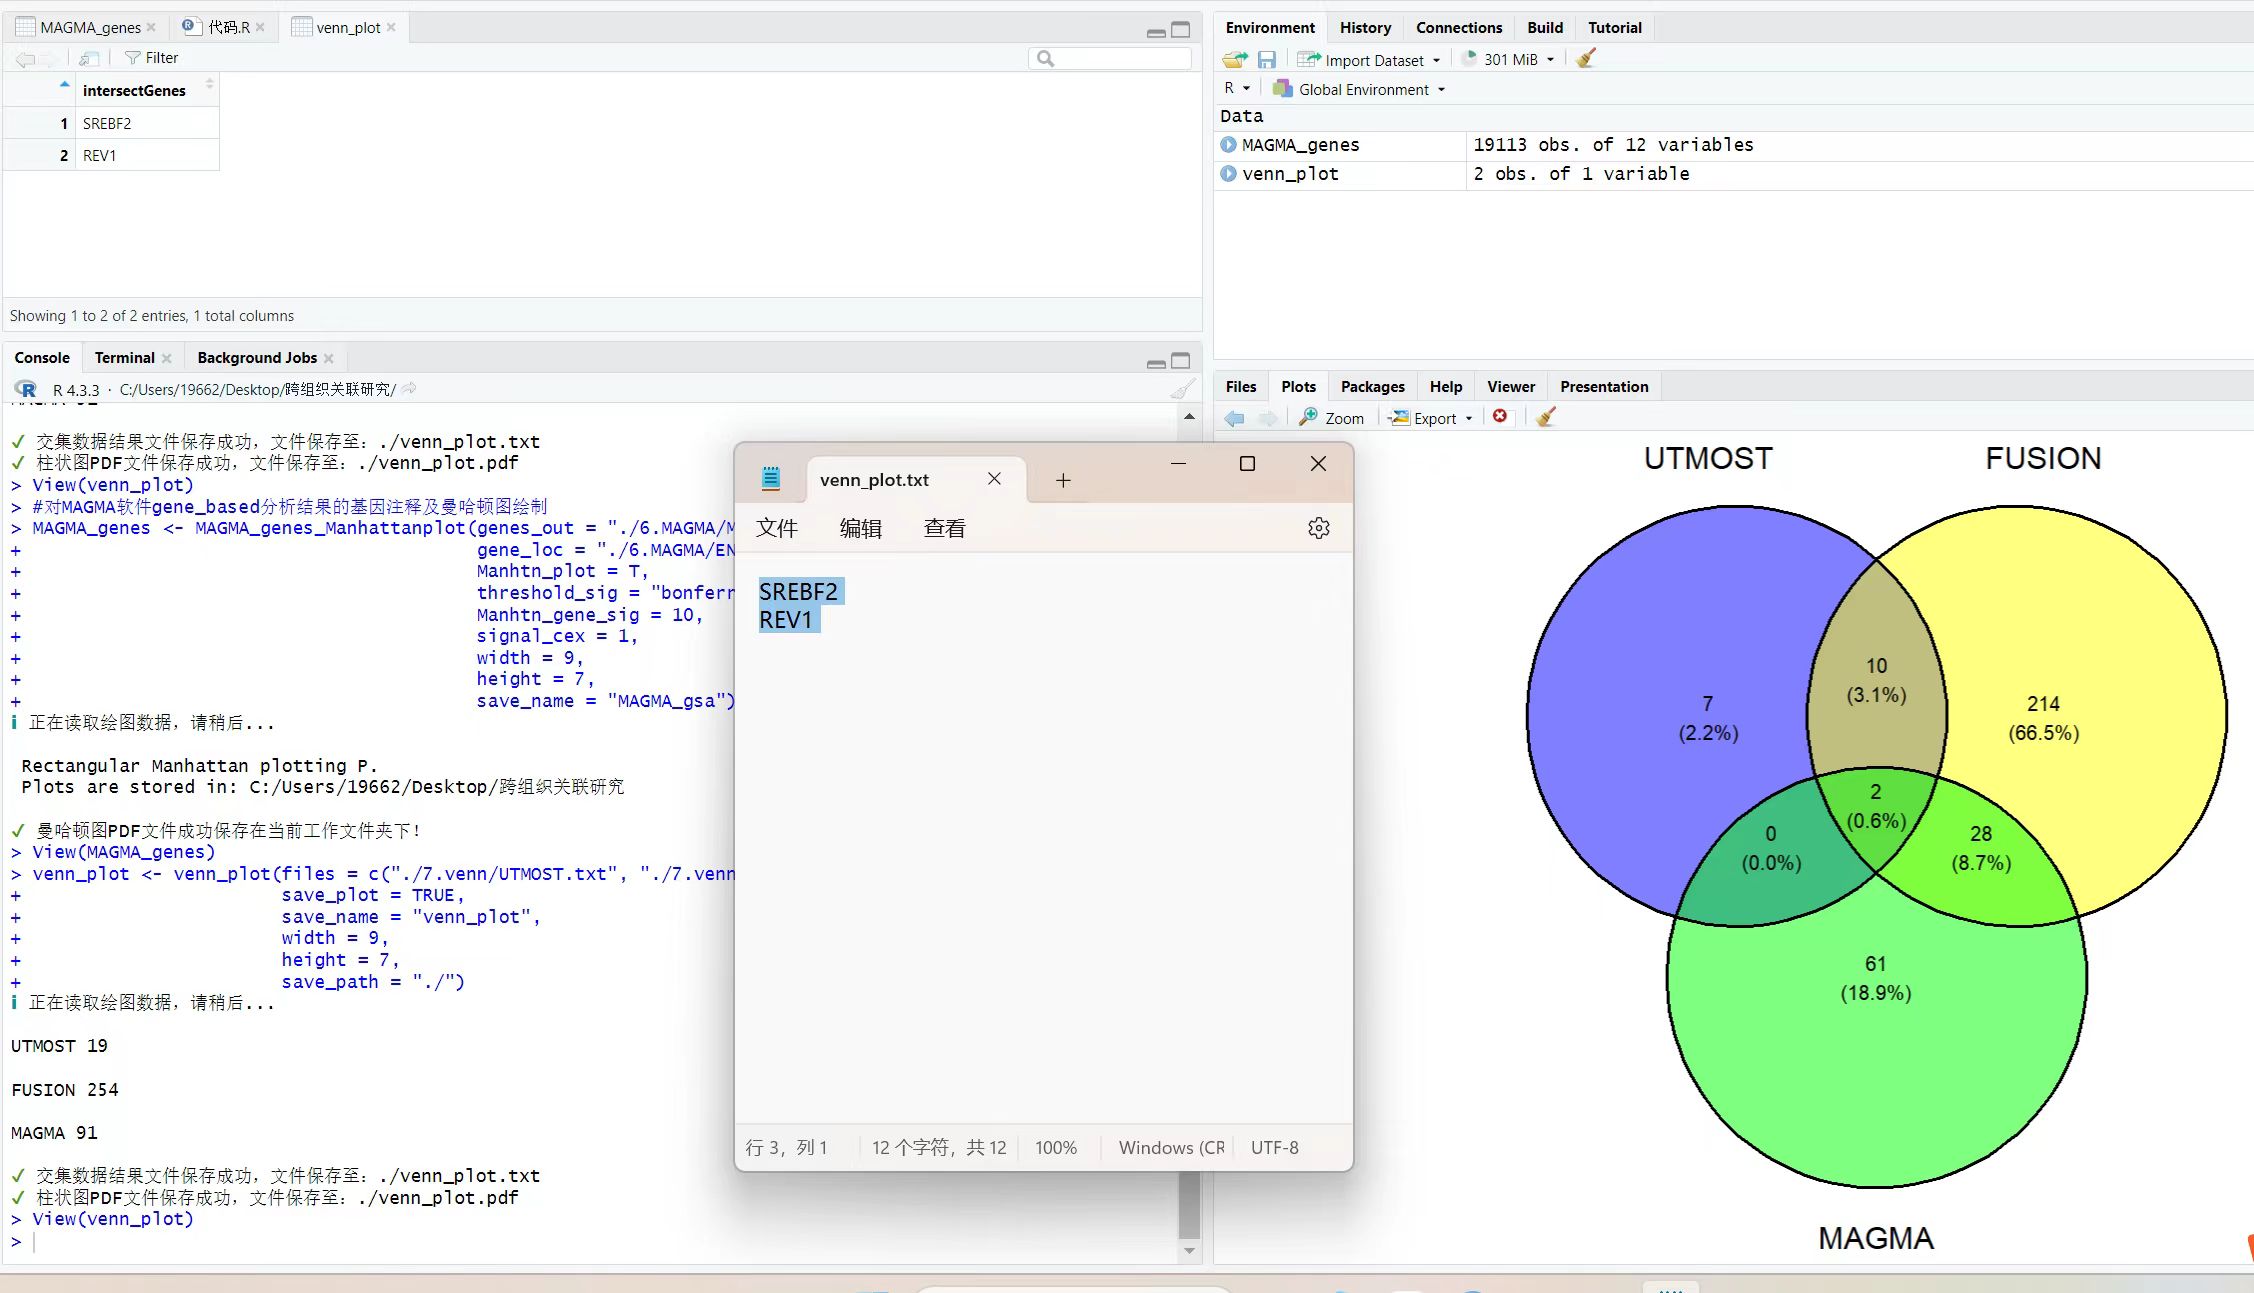 MAGMA_genes
代码.R
venn_plot
Filter
intersectGenes
1 SREBF2
2 REV1
Showing 1 to 2 of 2 entries, 1 total columns
Console Terminal Background Jobs
R 4.3.3 · C:/Users/19662/Desktop/跨组织关联研究/
✓ 交集数据结果文件保存成功，文件保存至：./venn_plot.txt
✓ 柱状图PDF文件保存成功，文件保存至：./venn_plot.pdf
> View(venn_plot)
> #对MAGMA软件gene_based分析结果的基因注释及曼哈顿图绘制
> MAGMA_genes <- MAGMA_genes_Manhattanplot(genes_out = "./6.MAGMA/M
+ gene_loc = "./6.MAGMA/EN
+ Manhtn_plot = T,
+ threshold_sig = "bonferr
+ Manhtn_gene_sig = 10,
+ signal_cex = 1,
+ width = 9,
+ height = 7,
+ save_name = "MAGMA_gsa")
i 正在读取绘图数据，请稍后...
Rectangular Manhattan plotting P.
Plots are stored in: C:/Users/19662/Desktop/跨组织关联研究
✓ 曼哈顿图PDF文件成功保存在当前工作文件夹下！
> View(MAGMA_genes)
> venn_plot <- venn_plot(files = c("./7.venn/UTMOST.txt", "./7.venn
+ save_plot = TRUE,
+ save_name = "venn_plot",
+ width = 9,
+ height = 7,
+ save_path = "./")
i 正在读取绘图数据，请稍后...
UTMOST 19
FUSION 254
MAGMA 91
✓ 交集数据结果文件保存成功，文件保存至：./venn_plot.txt
✓ 柱状图PDF文件保存成功，文件保存至：./venn_plot.pdf
> View(venn_plot)
>
venn_plot.txt
文件 编辑 查看
SREBF2
REV1
行 3，列 1 12 个字符，共 12 100% Windows (CR UTF-8
Environment History Connections Build Tutorial
Import Dataset 301 MiB
R Global Environment
Data
MAGMA_genes 19113 obs. of 12 variables
venn_plot 2 obs. of 1 variable
Files Plots Packages Help Viewer Presentation
Zoom Export
UTMOST FUSION
10
(3.1%)
7
(2.2%)
214
(66.5%)
2
(0.6%)
0
(0.0%)
28
(8.7%)
61
(18.9%)
MAGMA